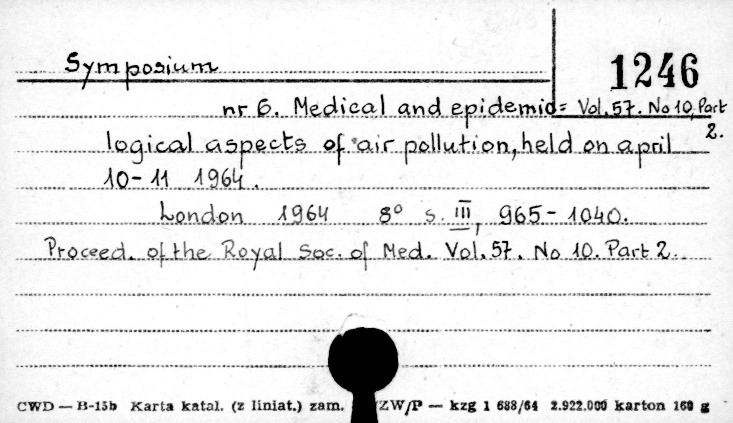 Symposium
1246
nr 6. Medical and epidemio= Vol. 57. No 10, Part 2.
logical aspects of air pollution, held on april
10-11 1964.
London 1964 8° s. III, 965-1040.
Proceed. of the Royal Soc. of Med. Vol. 57. No 10. Part 2.
CWD — B-15b Karta katal. (z liniat.) zam. ZW/P — kzg 1 688/64 2.922.000 karton 160 g